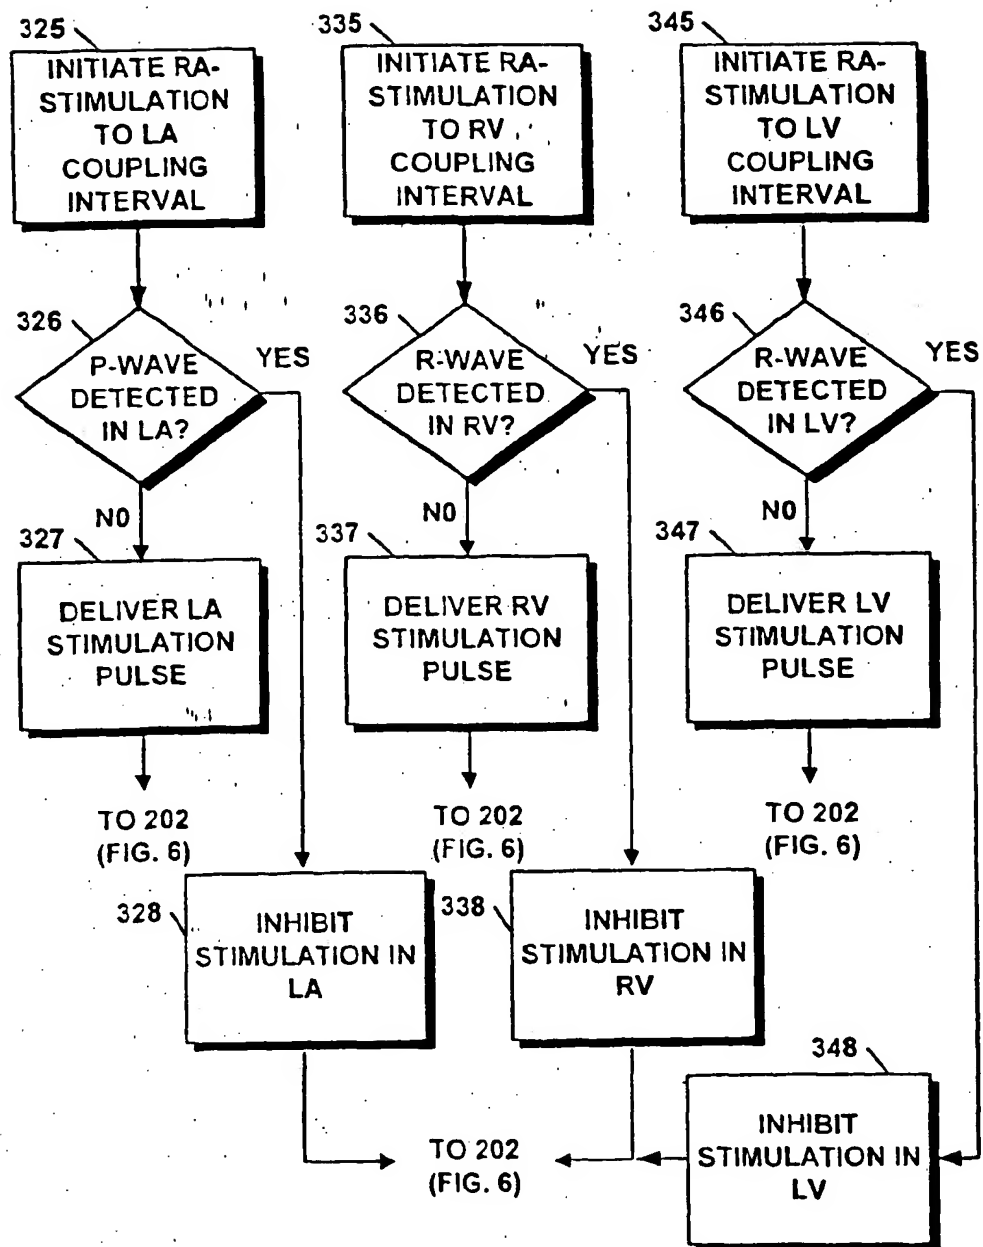 325
INITIATE RA-
STIMULATION
TO LA
COUPLING
INTERVAL
335
INITIATE RA-
STIMULATION
TO RV
COUPLING
INTERVAL
345
INITIATE RA-
STIMULATION
TO LV
COUPLING
INTERVAL
326
P-WAVE
DETECTED
IN LA?
YES
NO
336
R-WAVE
DETECTED
IN RV?
YES
NO
346
R-WAVE
DETECTED
IN LV?
YES
NO
327
DELIVER LA
STIMULATION
PULSE
337
DELIVER RV
STIMULATION
PULSE
347
DELIVER LV
STIMULATION
PULSE
TO 202
(FIG. 6)
TO 202
(FIG. 6)
TO 202
(FIG. 6)
328
INHIBIT
STIMULATION IN
LA
338
INHIBIT
STIMULATION IN
RV
348
INHIBIT
STIMULATION IN
LV
TO 202
(FIG. 6)